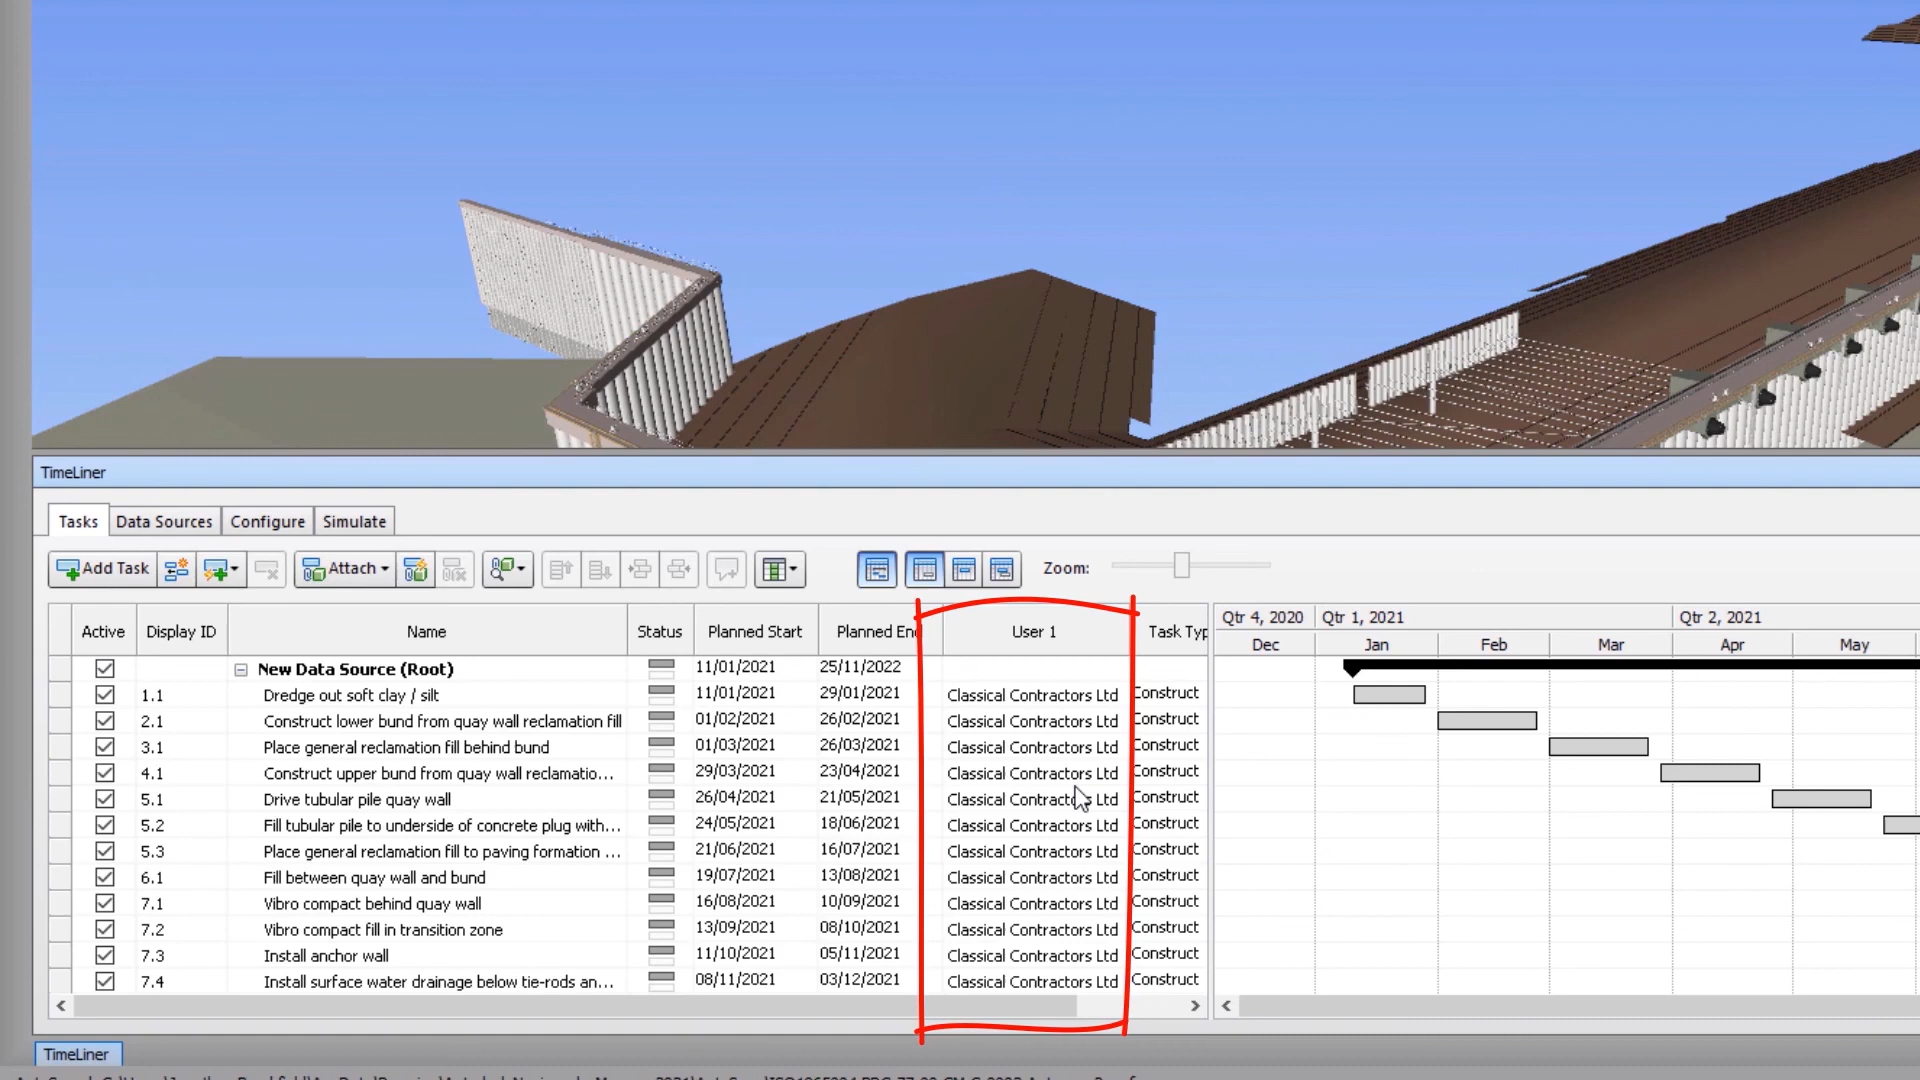 TimeLiner
Tasks Data Sources Configure Simulate
Add Task Attach Zoom:
Active Display ID Name Status Planned Start Planned End User 1 Task Typ Qtr 4, 2020 Qtr 1, 2021 Qtr 2, 2021
Dec Jan Feb Mar Apr May
New Data Source (Root) 11/01/2021 25/11/2022
1.1 Dredge out soft clay / silt 11/01/2021 29/01/2021 Classical Contractors Ltd Construct
2.1 Construct lower bund from quay wall reclamation fill 01/02/2021 26/02/2021 Classical Contractors Ltd Construct
3.1 Place general reclamation fill behind bund 01/03/2021 26/03/2021 Classical Contractors Ltd Construct
4.1 Construct upper bund from quay wall reclamatio... 29/03/2021 23/04/2021 Classical Contractors Ltd Construct
5.1 Drive tubular pile quay wall 26/04/2021 21/05/2021 Classical Contractors Ltd Construct
5.2 Fill tubular pile to underside of concrete plug with... 24/05/2021 18/06/2021 Classical Contractors Ltd Construct
5.3 Place general reclamation fill to paving formation ... 21/06/2021 16/07/2021 Classical Contractors Ltd Construct
6.1 Fill between quay wall and bund 19/07/2021 13/08/2021 Classical Contractors Ltd Construct
7.1 Vibro compact behind quay wall 16/08/2021 10/09/2021 Classical Contractors Ltd Construct
7.2 Vibro compact fill in transition zone 13/09/2021 08/10/2021 Classical Contractors Ltd Construct
7.3 Install anchor wall 11/10/2021 05/11/2021 Classical Contractors Ltd Construct
7.4 Install surface water drainage below tie-rods an... 08/11/2021 03/12/2021 Classical Contractors Ltd Construct
TimeLiner